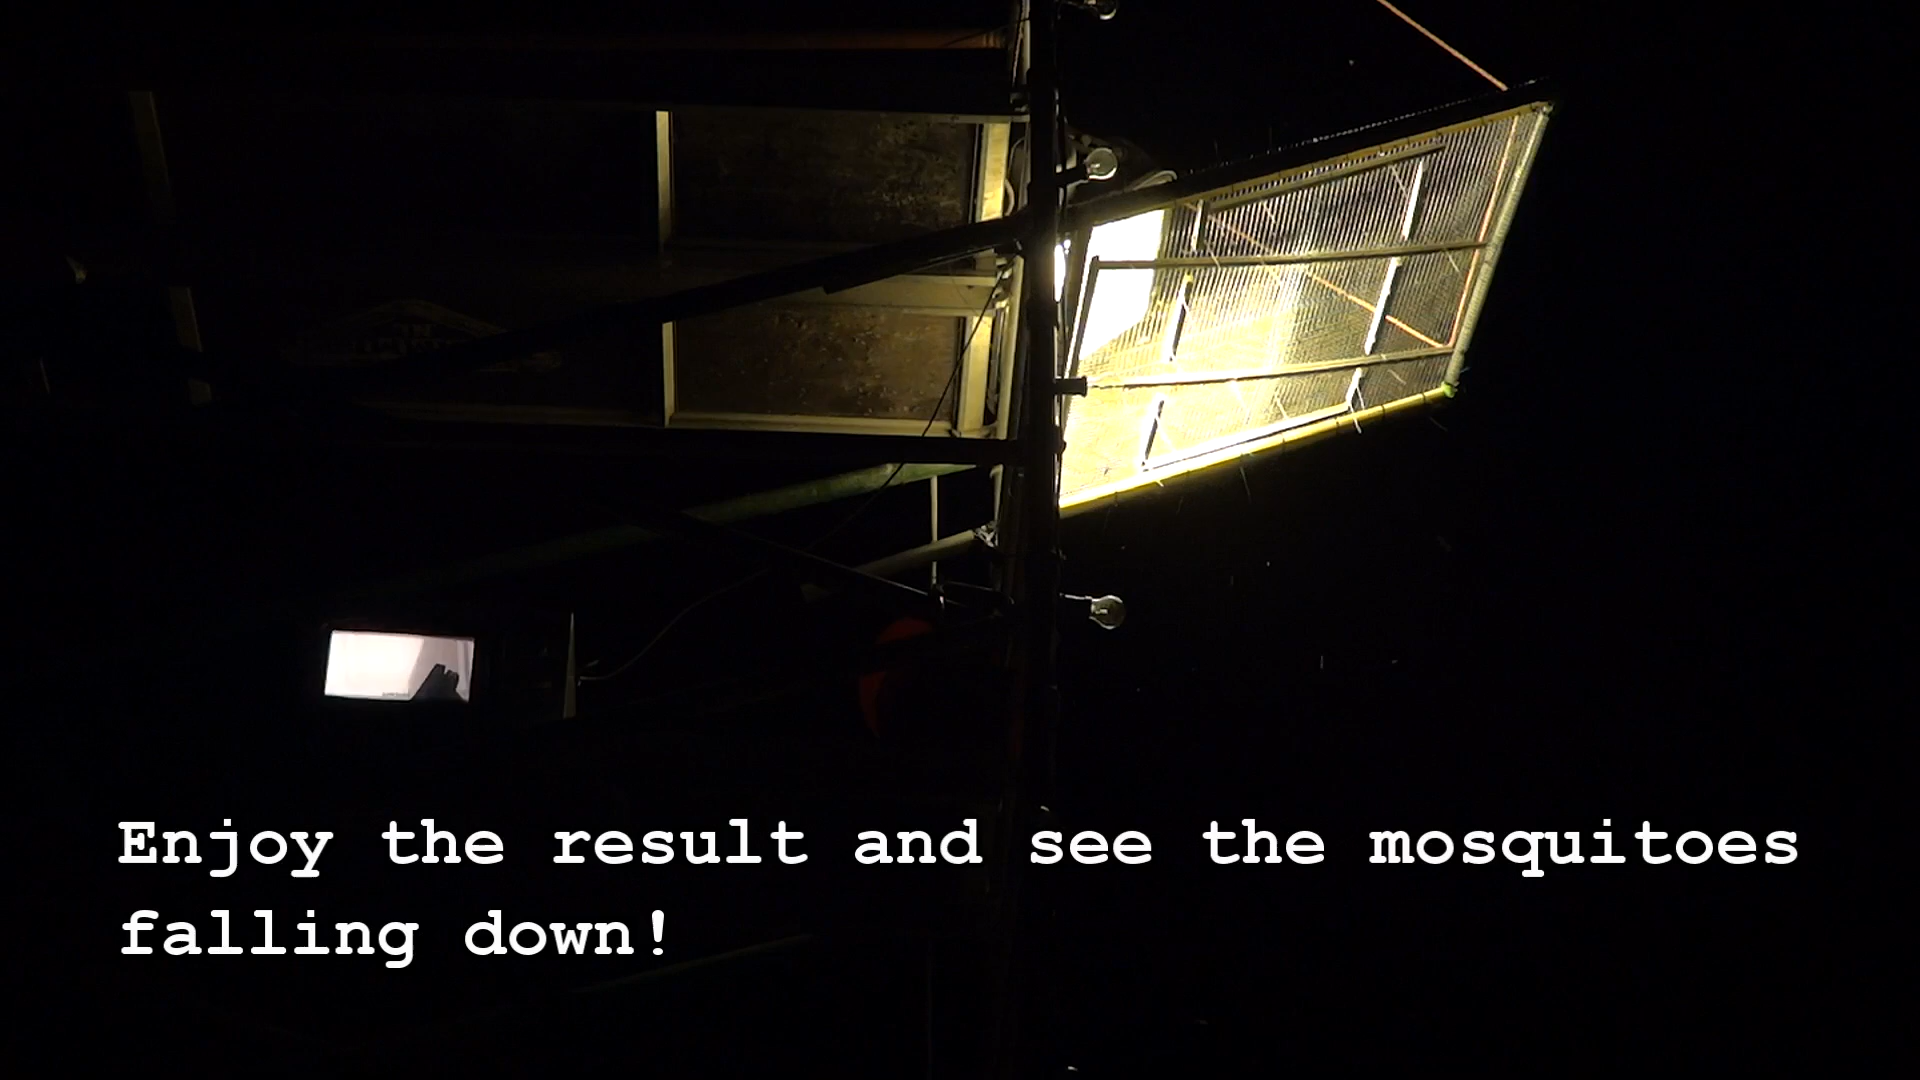 Enjoy the result and see the mosquitoes
falling down!